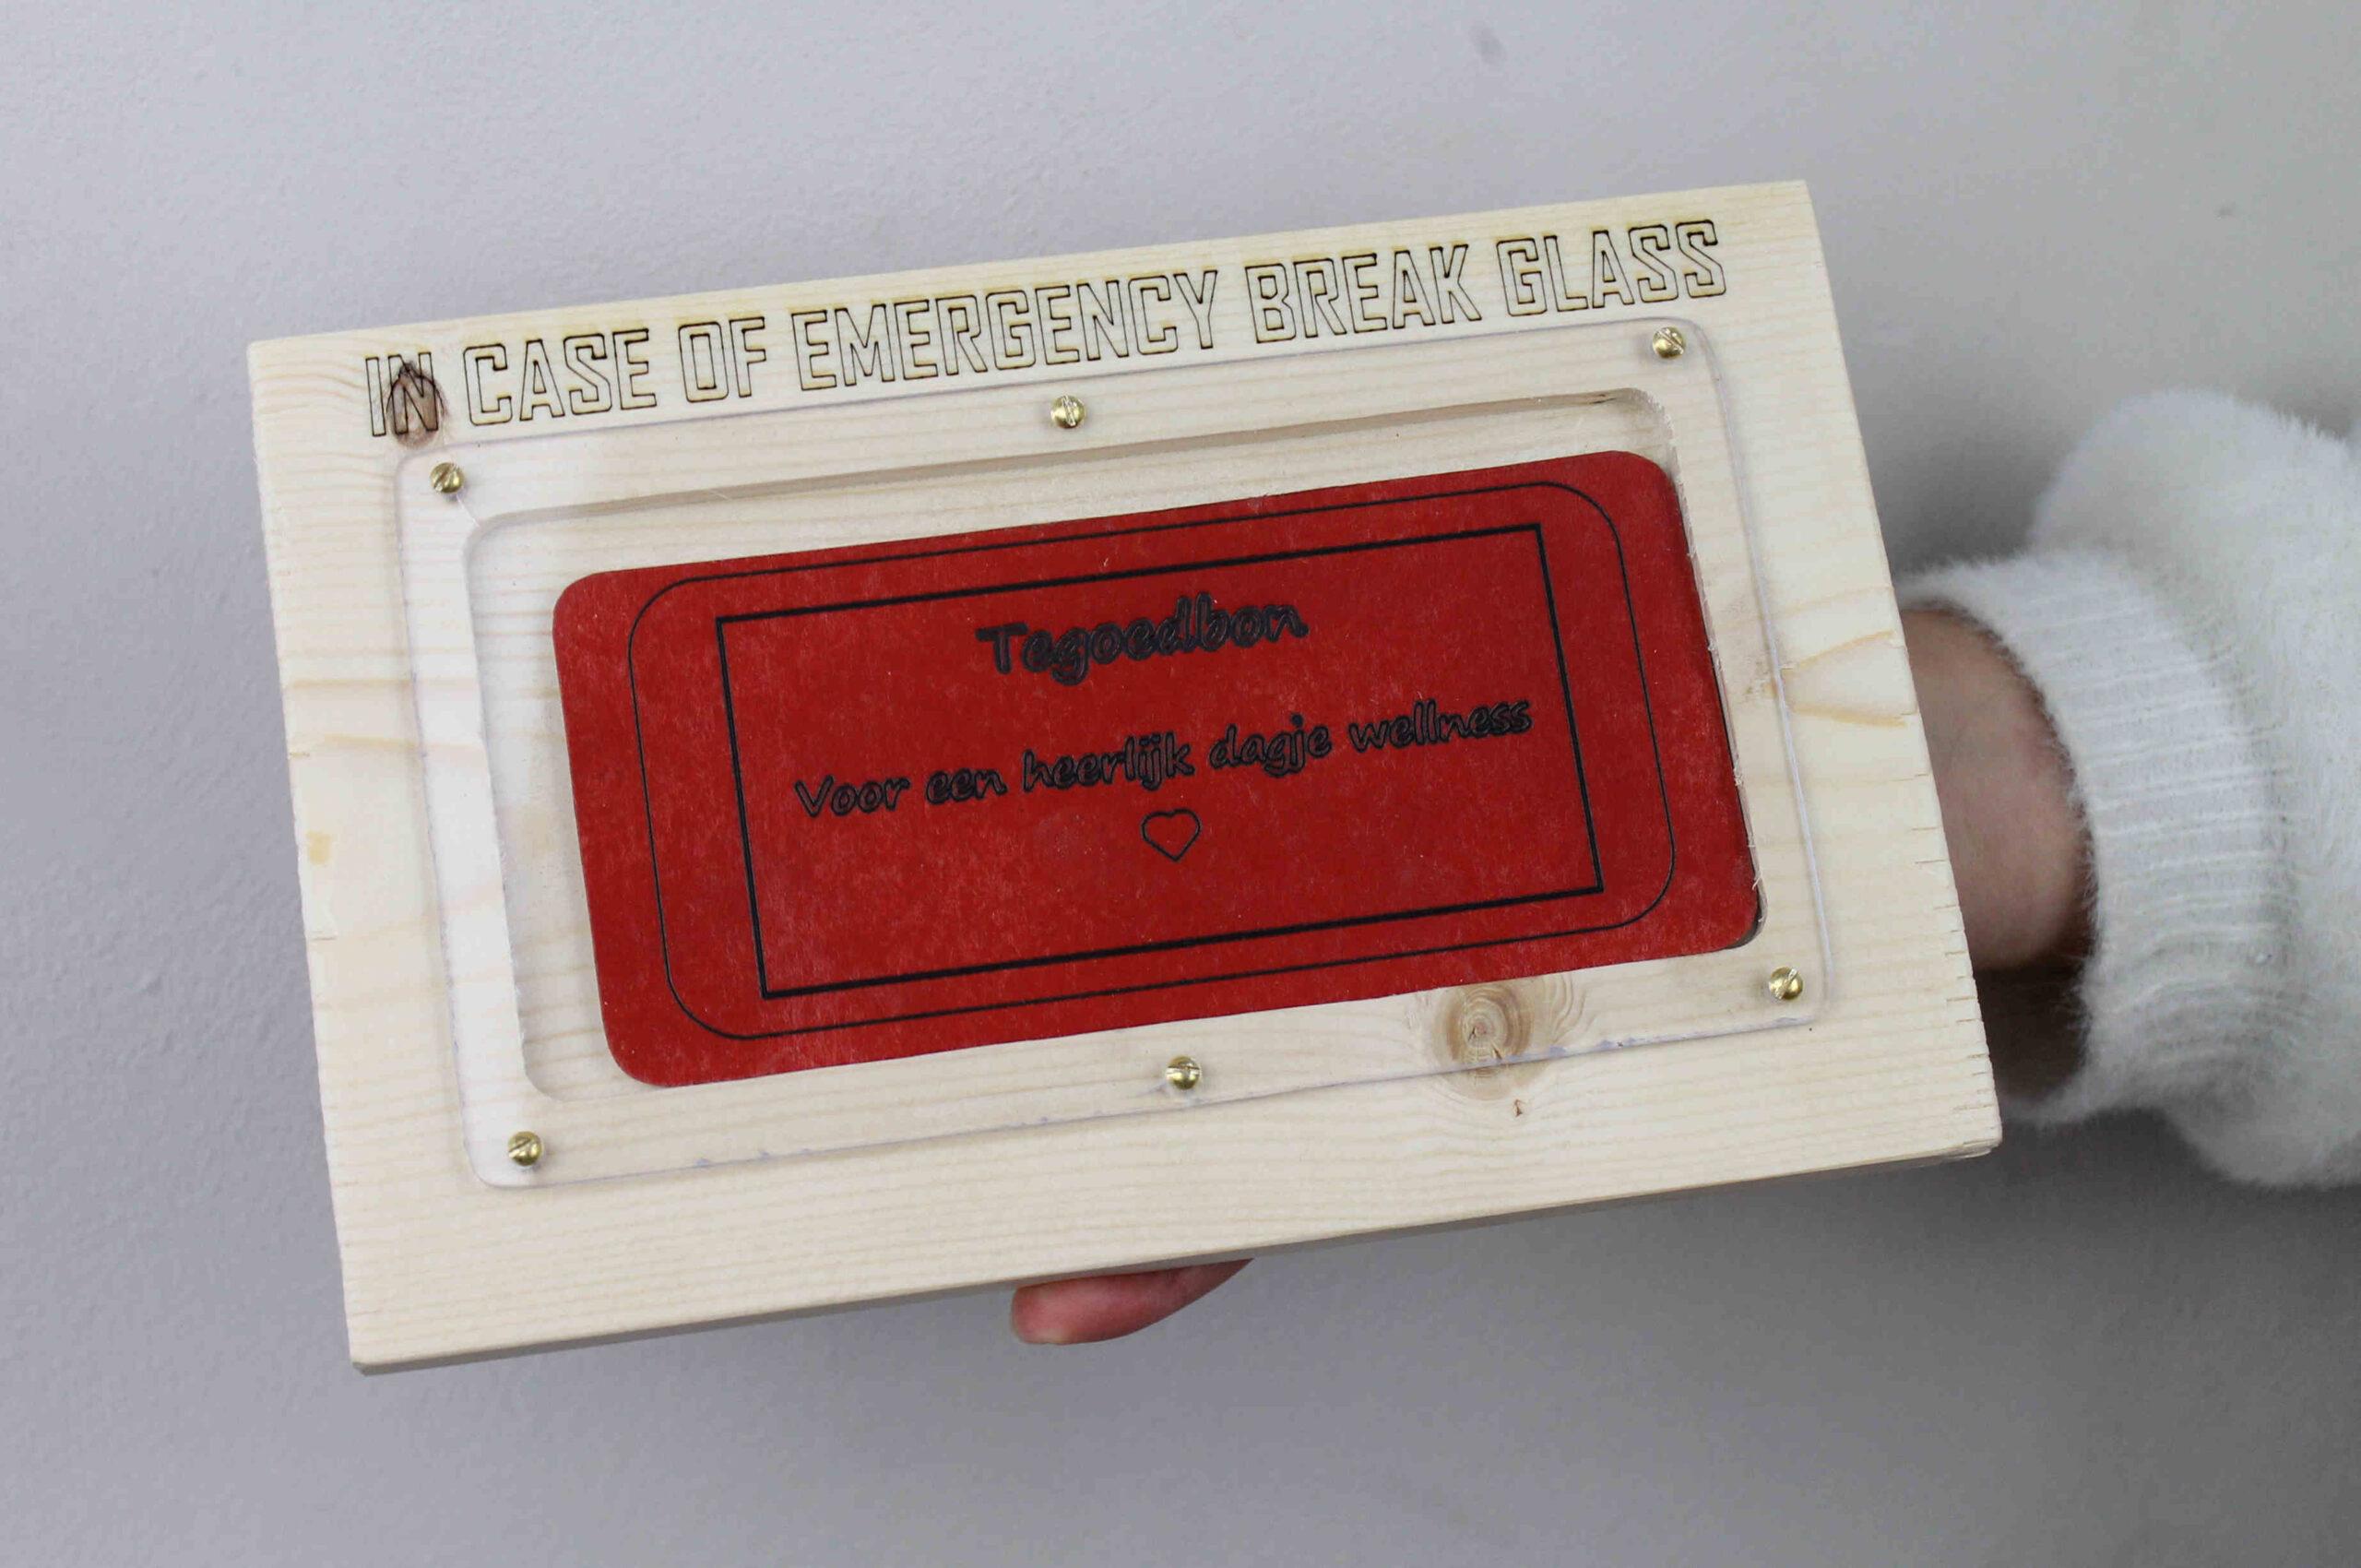 IN CASE OF EMERGENCY BREAK GLASS
Tegoedbon
Voor een heerlijk dagje wellness